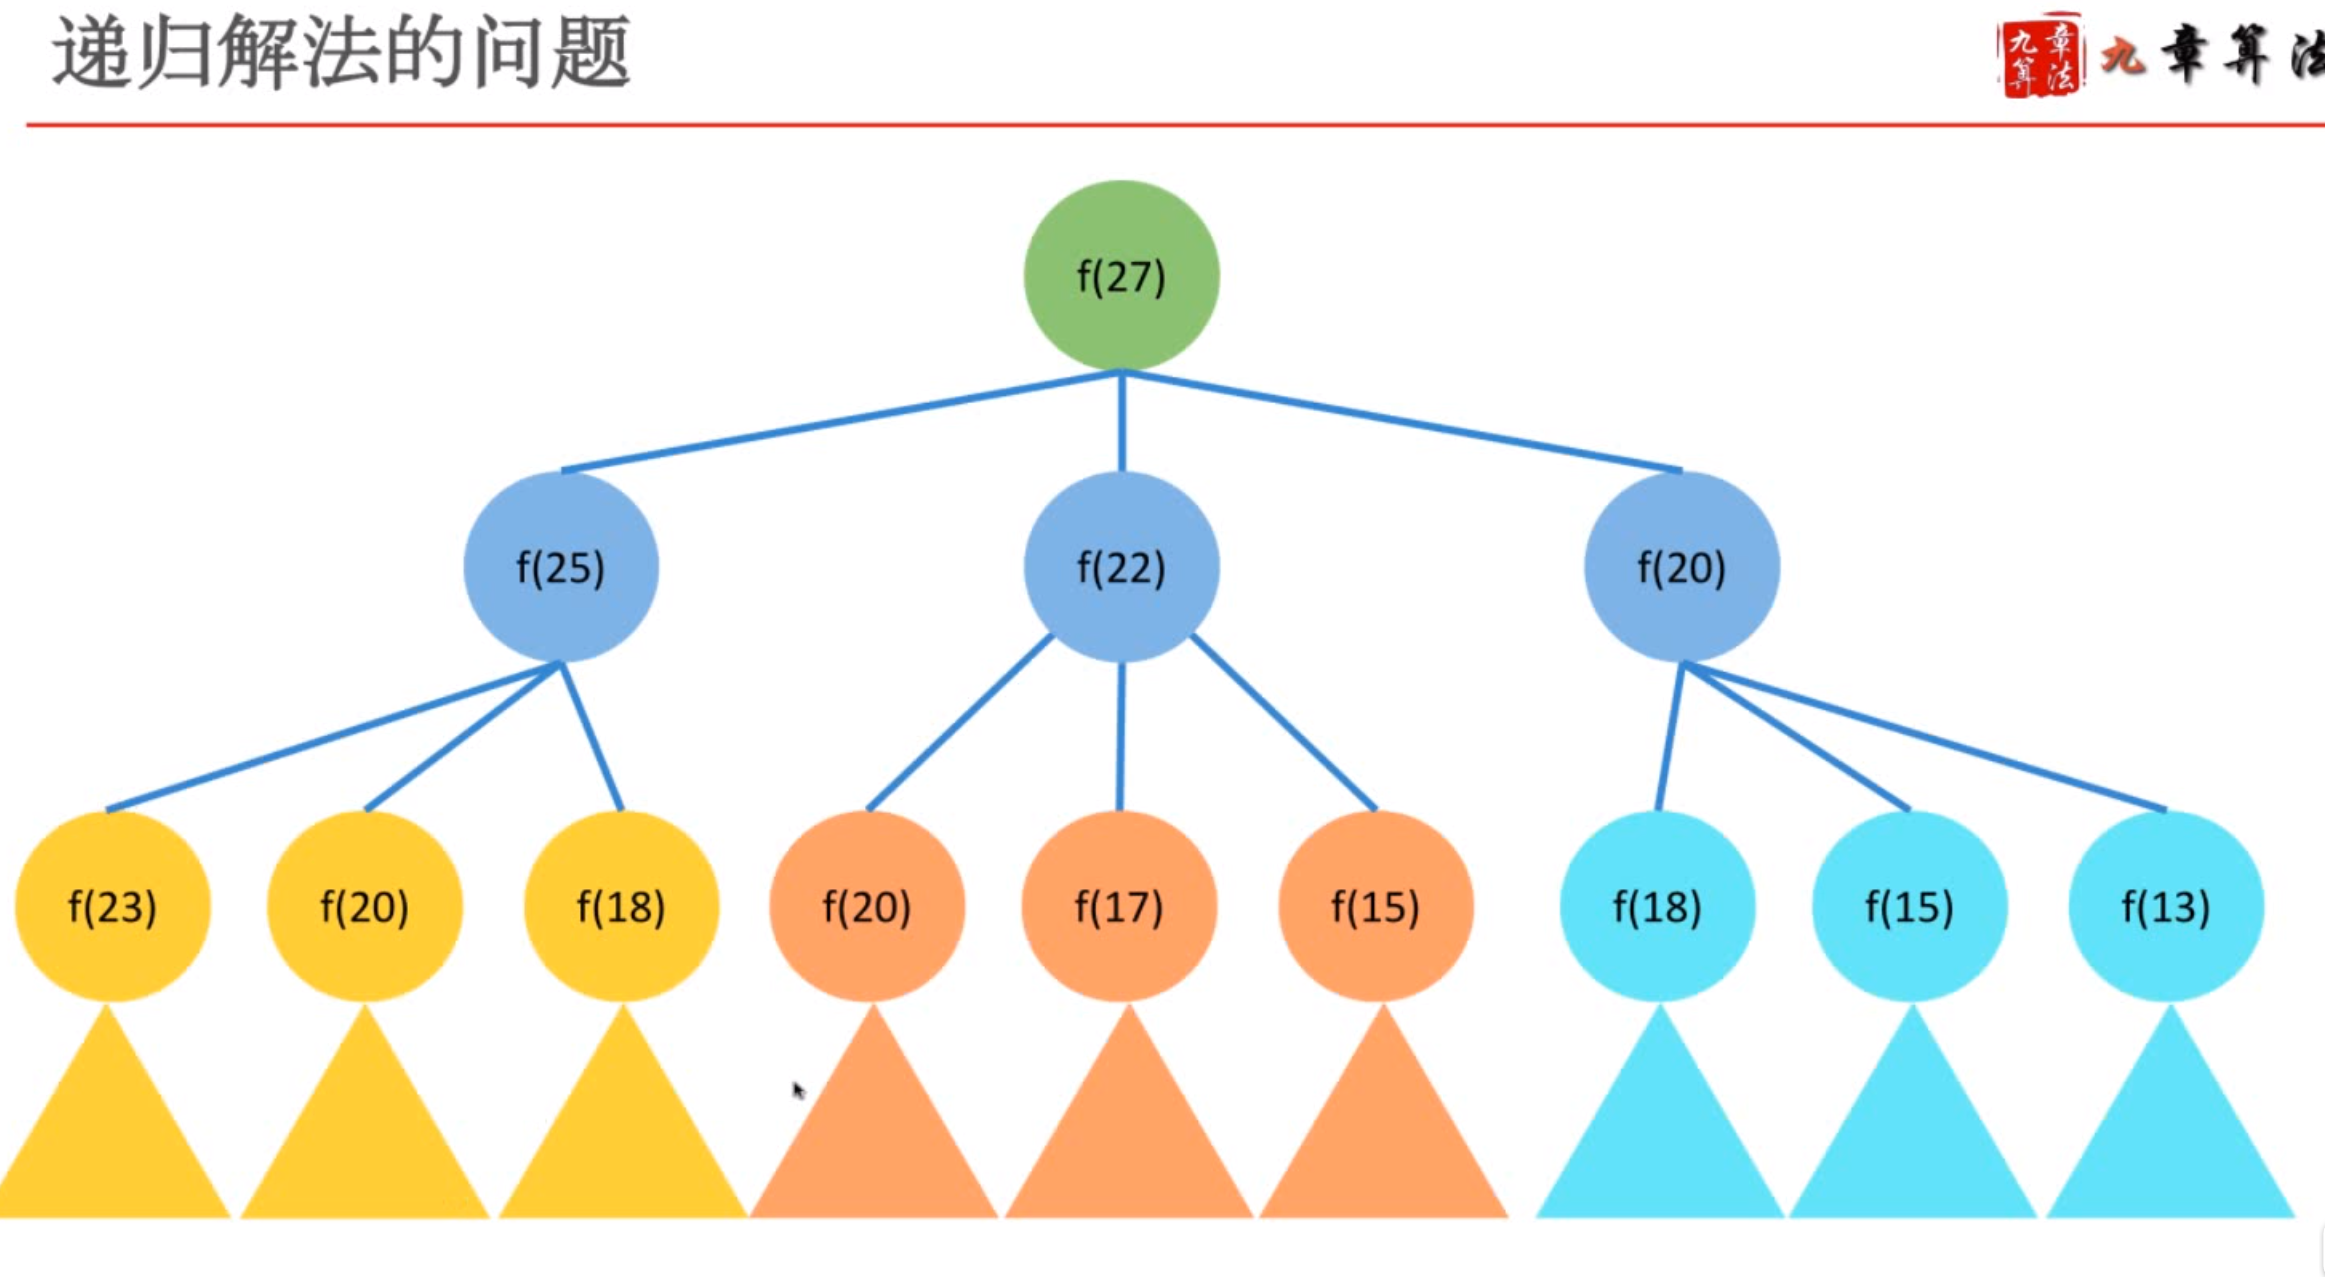 递归解法的问题
九章算法
九章算法
f(27)
f(25) f(22) f(20)
f(23) f(20) f(18) f(20) f(17) f(15) f(18) f(15) f(13)